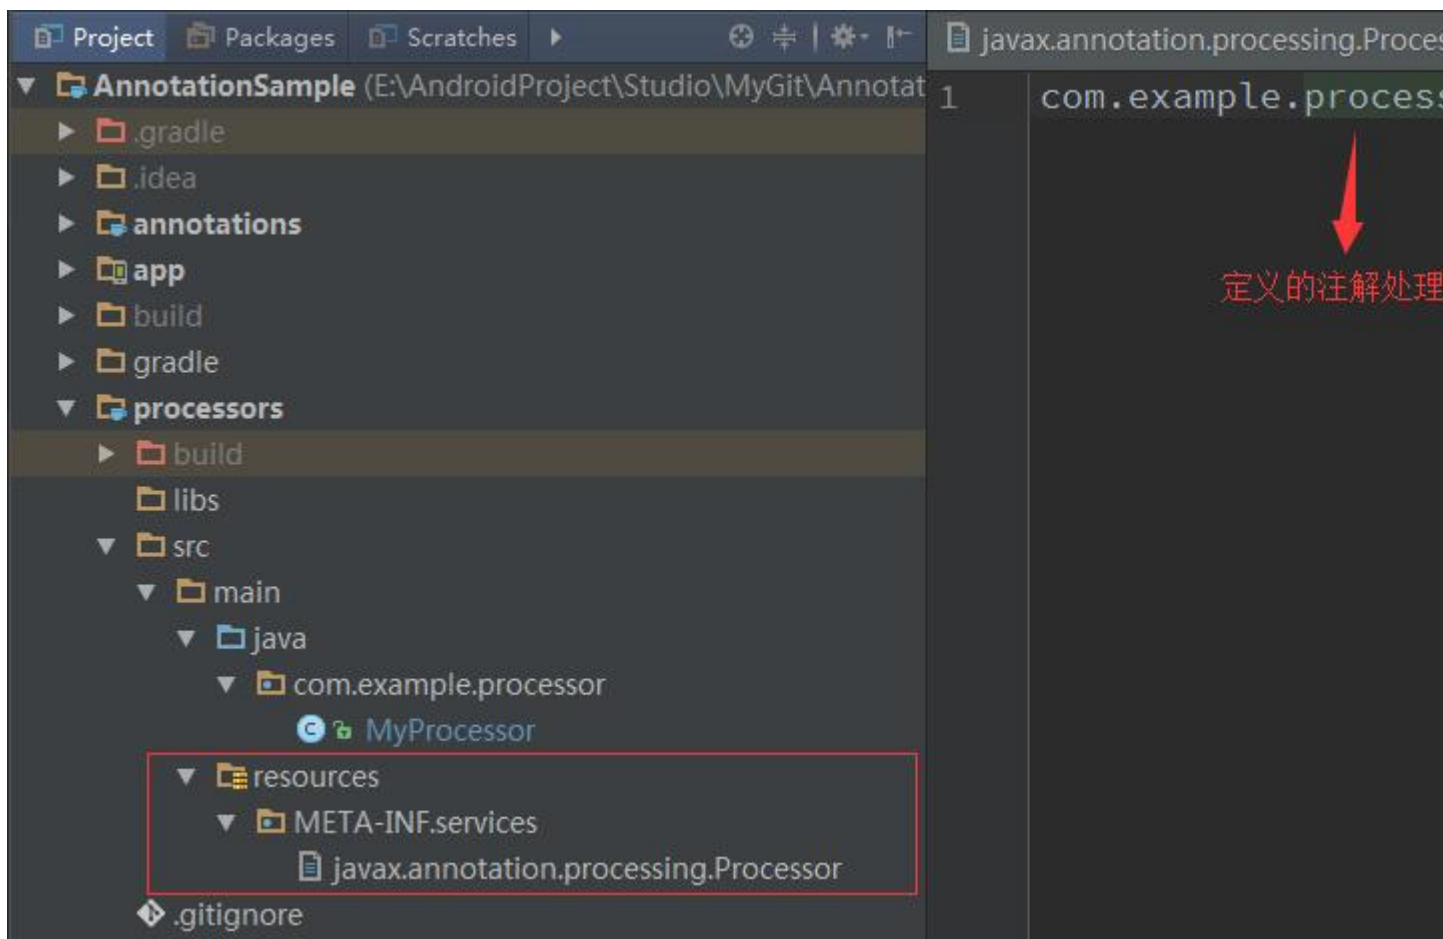 Project Packages Scratches
AnnotationSample (E:\AndroidProject\Studio\MyGit\Annotat
.gradle
.idea
annotations
app
build
gradle
processors
build
libs
src
main
java
com.example.processor
MyProcessor
resources
META-INF.services
javax.annotation.processing.Processor
.gitignore
javax.annotation.processing.Proces
1 com.example.process
定义的注解处理